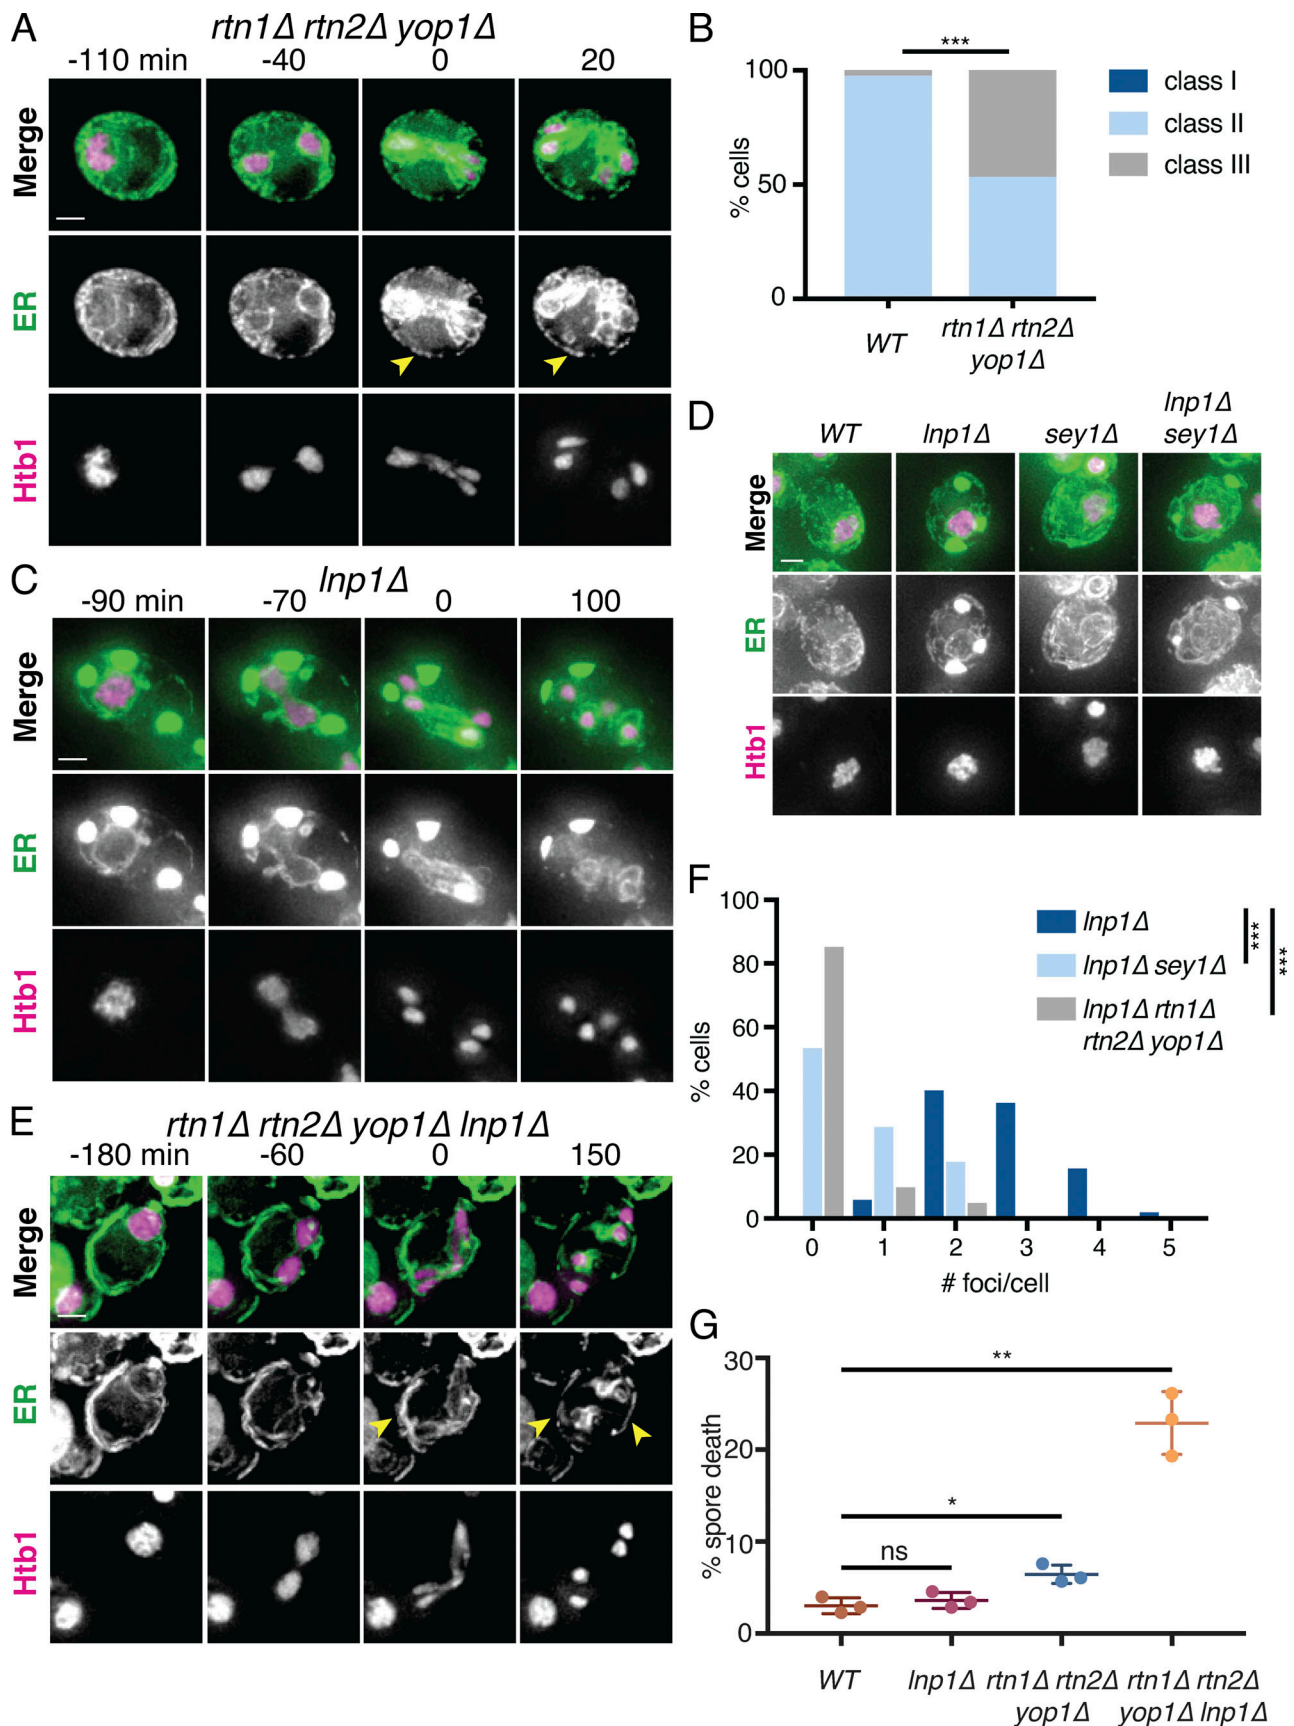 A
rtn1Δ rtn2Δ yop1Δ
-110 min -40 0 20
Merge
ER
Htb1
B
***
100
50
0
% cells
WT
rtn1Δ rtn2Δ
yop1Δ
class I
class II
class III
C
lnp1Δ
-90 min -70 0 100
Merge
ER
Htb1
D
WT lnp1Δ sey1Δ lnp1Δ
sey1Δ
Merge
ER
Htb1
E
rtn1Δ rtn2Δ yop1Δ lnp1Δ
-180 min -60 0 150
Merge
ER
Htb1
F
100
80
60
40
20
0
% cells
0 1 2 3 4 5
# foci/cell
lnp1Δ
lnp1Δ sey1Δ
lnp1Δ rtn1Δ
rtn2Δ yop1Δ
***
***
G
30
20
10
0
% spore death
**
*
ns
WT lnp1Δ rtn1Δ rtn2Δ rtn1Δ rtn2Δ
yop1Δ yop1Δ lnp1Δ